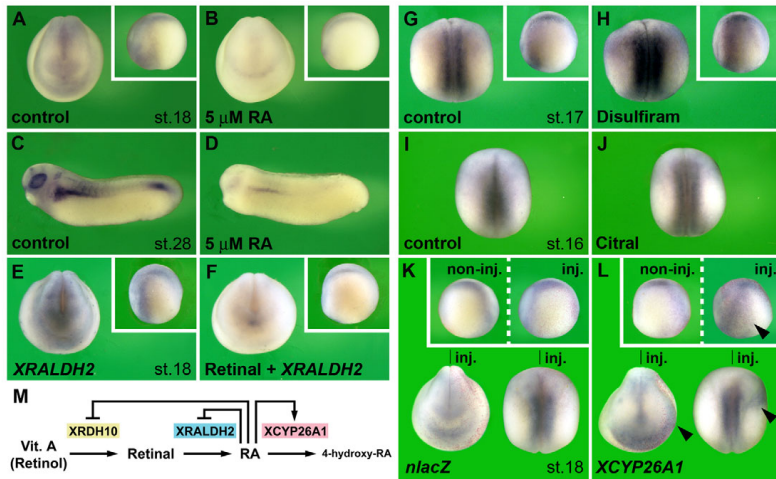 A
B
control st.18
5 µM RA
C
D
control st.28
5 µM RA
E
F
XRALDH2 st.18
Retinal + XRALDH2
G
H
control st.17
Disulfiram
I
J
control st.16
Citral
K
non-inj. inj.
L
non-inj. inj.
inj. inj.
inj. inj.
nlacZ st.18
XCYP26A1
M
XRDH10 XRALDH2 XCYP26A1
Vit. A
(Retinol) Retinal RA 4-hydroxy-RA